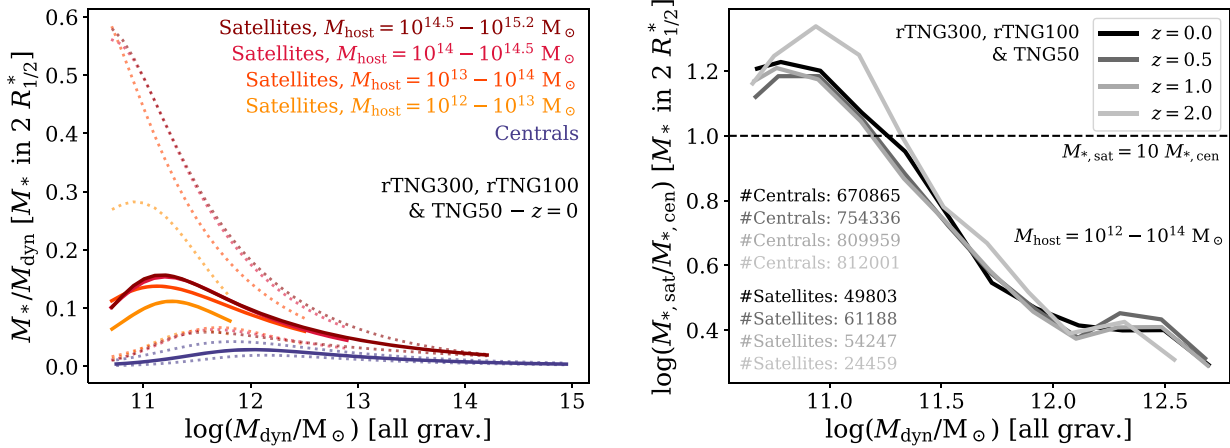 Satellites, M_host = 10^14.5 − 10^15.2 M_⊙
Satellites, M_host = 10^14 − 10^14.5 M_⊙
Satellites, M_host = 10^13 − 10^14 M_⊙
Satellites, M_host = 10^12 − 10^13 M_⊙
Centrals
rTNG300, rTNG100
& TNG50 − z = 0
M_*/M_dyn [M_* in 2 R*_1/2]
0.6
0.5
0.4
0.3
0.2
0.1
0.0
11 12 13 14 15
log(M_dyn/M_⊙) [all grav.]
rTNG300, rTNG100
& TNG50
z = 0.0
z = 0.5
z = 1.0
z = 2.0
M_*,sat = 10 M_*,cen
#Centrals: 670865
#Centrals: 754336
#Centrals: 809959
#Centrals: 812001
M_host = 10^12 − 10^14 M_⊙
#Satellites: 49803
#Satellites: 61188
#Satellites: 54247
#Satellites: 24459
log(M_*,sat/M_*,cen) [M_* in 2 R*_1/2]
1.2
1.0
0.8
0.6
0.4
11.0 11.5 12.0 12.5
log(M_dyn/M_⊙) [all grav.]